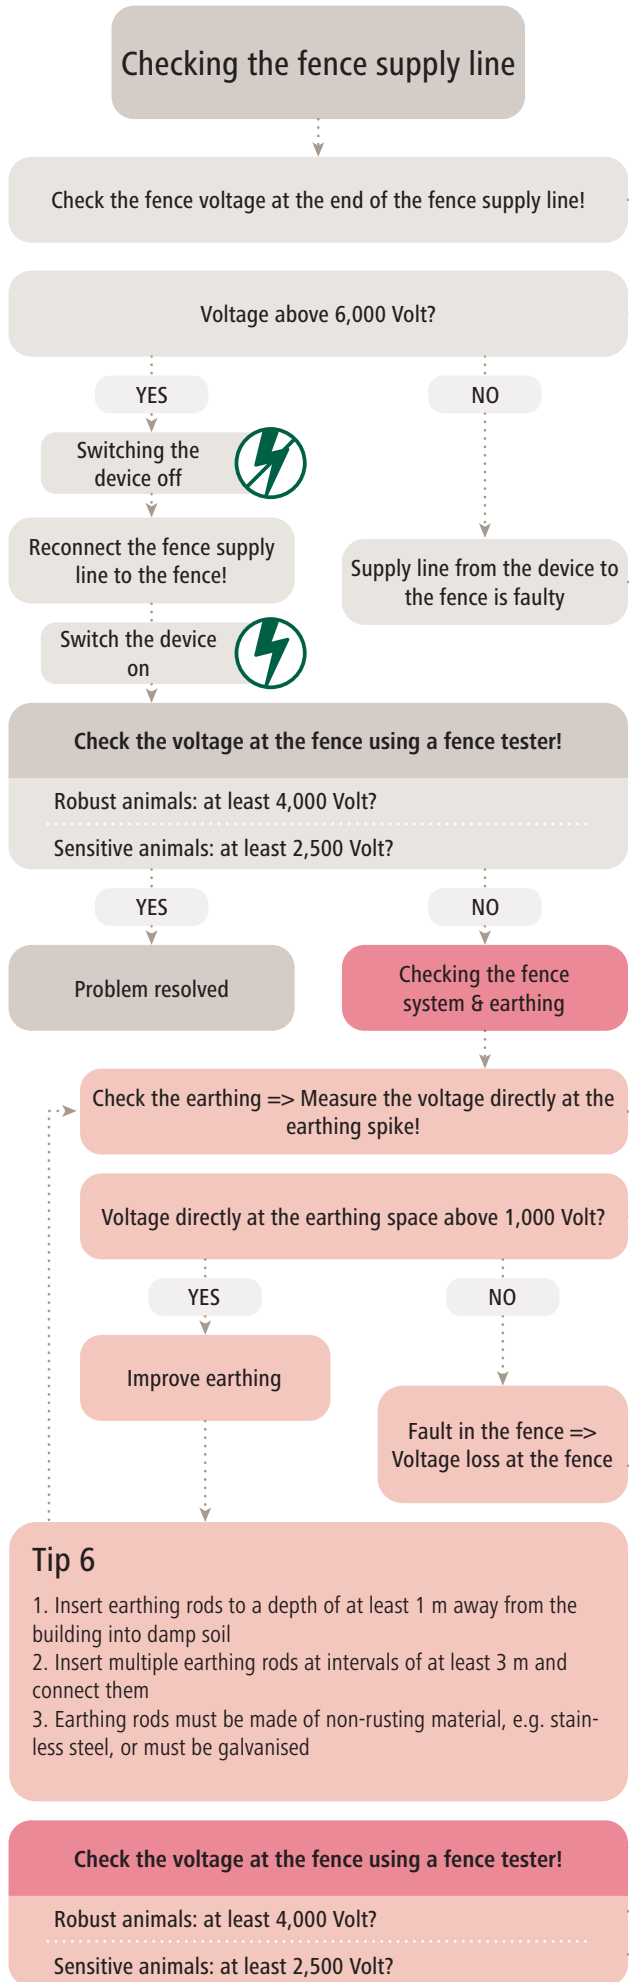 Checking the fence supply line
Check the fence voltage at the end of the fence supply line!
Voltage above 6,000 Volt?
YES
NO
Switching the
device off
Reconnect the fence supply
line to the fence!
Supply line from the device to
the fence is faulty
Switch the device
on
Check the voltage at the fence using a fence tester!
Robust animals: at least 4,000 Volt?
Sensitive animals: at least 2,500 Volt?
YES
NO
Problem resolved
Checking the fence
system & earthing
Check the earthing => Measure the voltage directly at the
earthing spike!
Voltage directly at the earthing space above 1,000 Volt?
YES
NO
Improve earthing
Fault in the fence =>
Voltage loss at the fence
Tip 6
1. Insert earthing rods to a depth of at least 1 m away from the
building into damp soil
2. Insert multiple earthing rods at intervals of at least 3 m and
connect them
3. Earthing rods must be made of non-rusting material, e.g. stain-
less steel, or must be galvanised
Check the voltage at the fence using a fence tester!
Robust animals: at least 4,000 Volt?
Sensitive animals: at least 2,500 Volt?